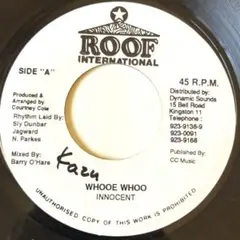 ROOF
INTERNATIONAL
SIDE "A"
45 R.P.M.
Produced &
Arranged by
Courtney Cole
Rhythm Laid By:
Sly Dunbar
Jagward
N. Parkes
Mixed By:
Barry O'Hare
Distributed by:
Dynamic Sounds
15 Bell Road
Kingston 11
Telephone:
923-9138-9
923-0091
923-9168
Published By:
CC Music
Kazu
WHOOE WHOO
INNOCENT
UNAUTHORISED COPY OF THIS WORK IS PROHIBITED